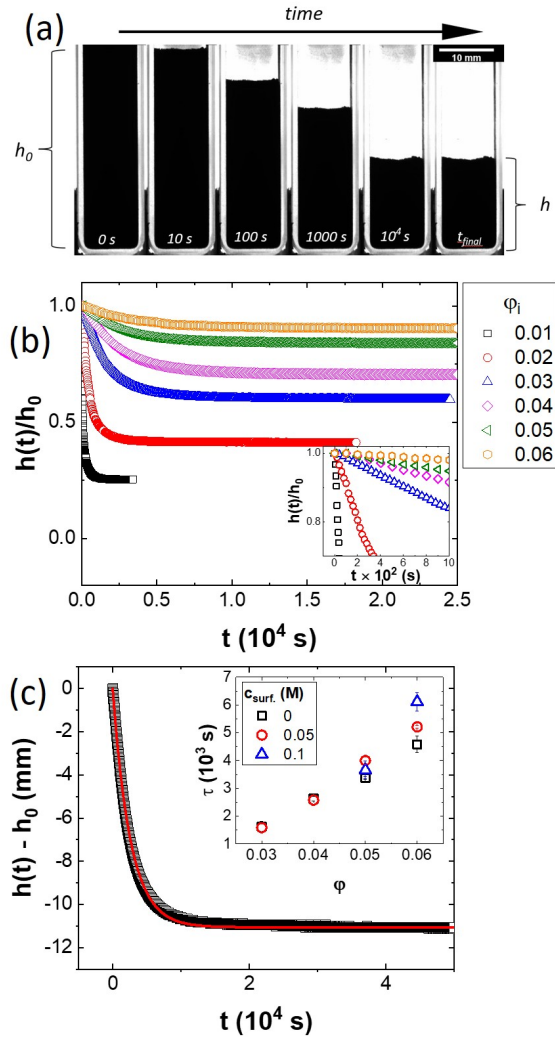 (a)
time
10 mm
h₀
h
0 s
10 s
100 s
1000 s
10⁴ s
t_final
(b)
h(t)/h₀
1.0
0.5
0.0
0.0
0.5
1.0
1.5
2.0
2.5
t (10⁴ s)
φᵢ
0.01
0.02
0.03
0.04
0.05
0.06
h(t)/h₀
1.0
0.8
0
2
4
6
8
10
t × 10² (s)
(c)
h(t) - h₀ (mm)
0
-2
-4
-6
-8
-10
-12
0
2
4
t (10⁴ s)
c_surf. (M)
0
0.05
0.1
τ (10³ s)
7
6
5
4
3
2
1
0.03
0.04
0.05
0.06
φ